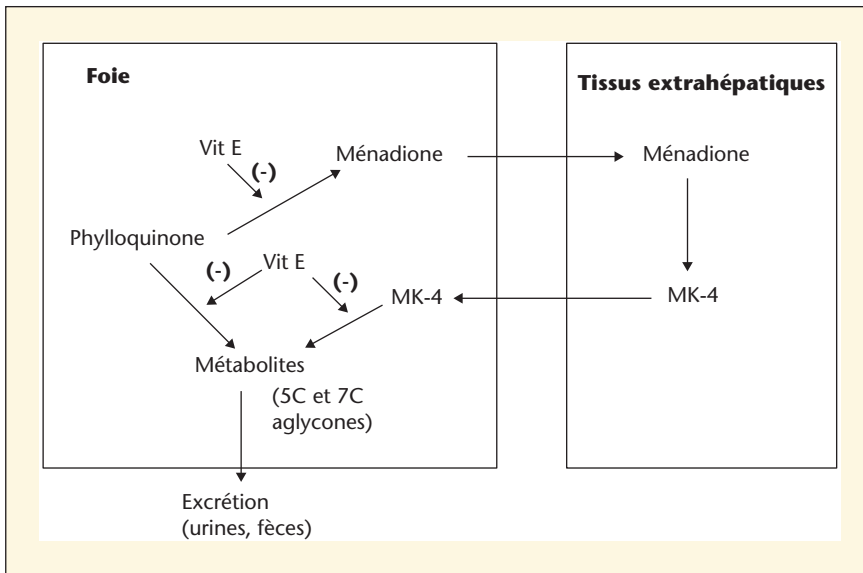 Foie
Tissus extrahépatiques
Vit E
(-)
Ménadione
Ménadione
Phylloquinone
(-)
Vit E
(-)
MK-4
MK-4
Métabolites
(5C et 7C
aglycones)
Excrétion
(urines, fèces)